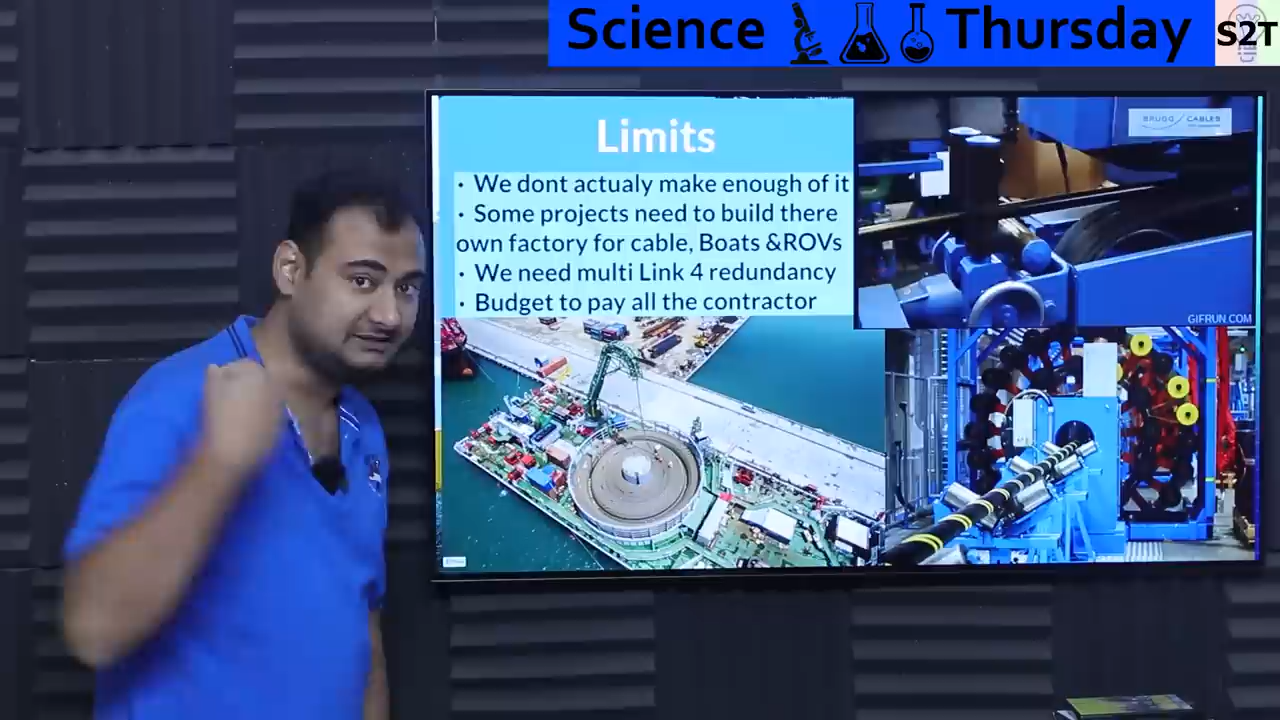 Science Thursday
S2T
Limits
BRUGG CABLES
· We dont actualy make enough of it
· Some projects need to build there
own factory for cable, Boats &ROVs
· We need multi Link 4 redundancy
· Budget to pay all the contractor
GIFRUN.COM